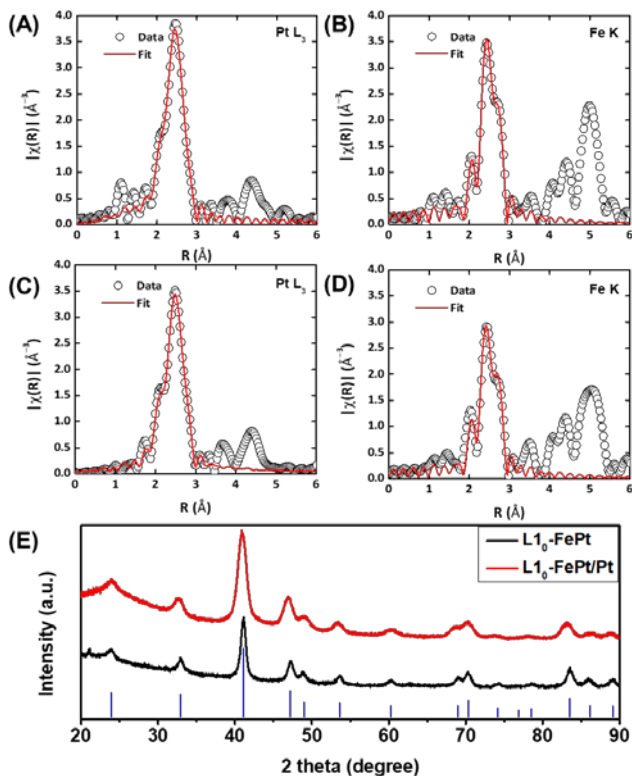 (A)
Data
Fit
Pt L3
|χ(R)| (Å⁻³)
4.0
3.5
3.0
2.5
2.0
1.5
1.0
0.5
0.0
0 1 2 3 4 5 6
R (Å)
(B)
Data
Fit
Fe K
|χ(R)| (Å⁻³)
4.0
3.5
3.0
2.5
2.0
1.5
1.0
0.5
0.0
0 1 2 3 4 5 6
R (Å)
(C)
Data
Fit
Pt L3
|χ(R)| (Å⁻³)
3.5
3.0
2.5
2.0
1.5
1.0
0.5
0.0
0 1 2 3 4 5 6
R (Å)
(D)
Data
Fit
Fe K
|χ(R)| (Å⁻³)
4.0
3.5
3.0
2.5
2.0
1.5
1.0
0.5
0.0
0 1 2 3 4 5 6
R (Å)
(E)
L1₀-FePt
L1₀-FePt/Pt
Intensity (a.u.)
20 30 40 50 60 70 80 90
2 theta (degree)